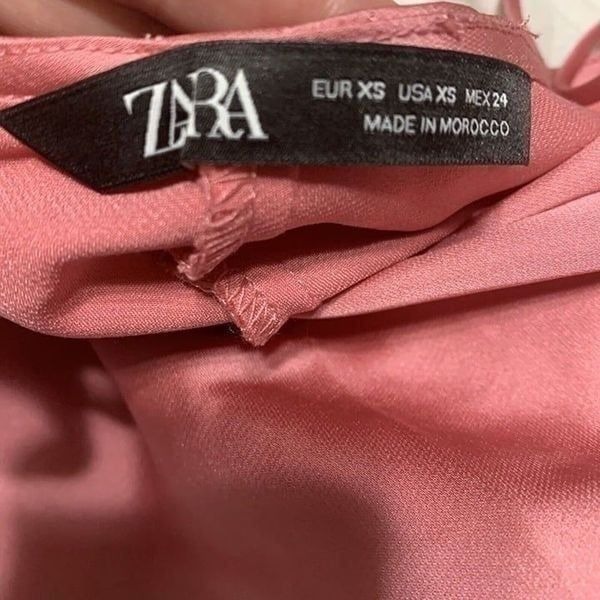 ZARA
EUR XS USA XS MEX 24
MADE IN MOROCCO